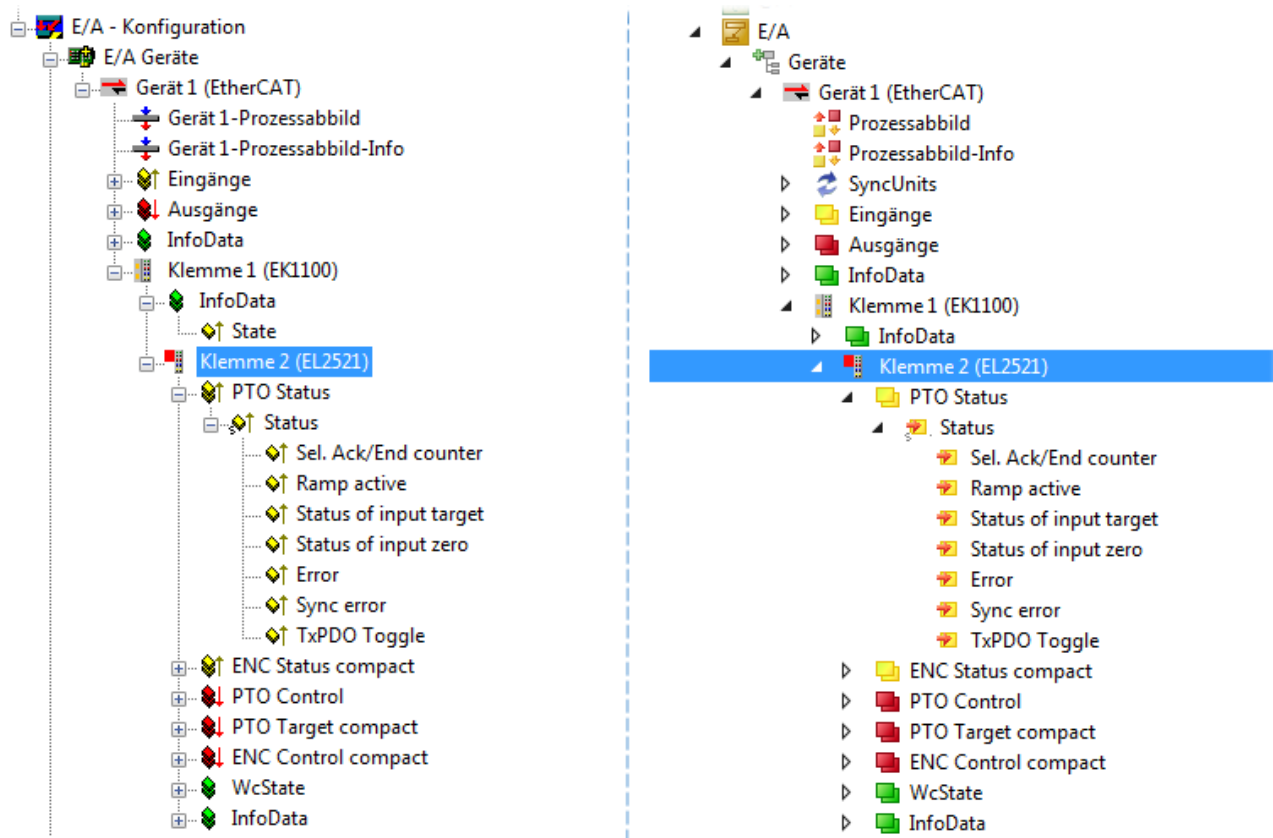 E/A - Konfiguration
E/A Geräte
Gerät 1 (EtherCAT)
Gerät 1-Prozessabbild
Gerät 1-Prozessabbild-Info
Eingänge
Ausgänge
InfoData
Klemme 1 (EK1100)
InfoData
State
Klemme 2 (EL2521)
PTO Status
Status
Sel. Ack/End counter
Ramp active
Status of input target
Status of input zero
Error
Sync error
TxPDO Toggle
ENC Status compact
PTO Control
PTO Target compact
ENC Control compact
WcState
InfoData
E/A
Geräte
Gerät 1 (EtherCAT)
Prozessabbild
Prozessabbild-Info
SyncUnits
Eingänge
Ausgänge
InfoData
Klemme 1 (EK1100)
InfoData
Klemme 2 (EL2521)
PTO Status
Status
Sel. Ack/End counter
Ramp active
Status of input target
Status of input zero
Error
Sync error
TxPDO Toggle
ENC Status compact
PTO Control
PTO Target compact
ENC Control compact
WcState
InfoData